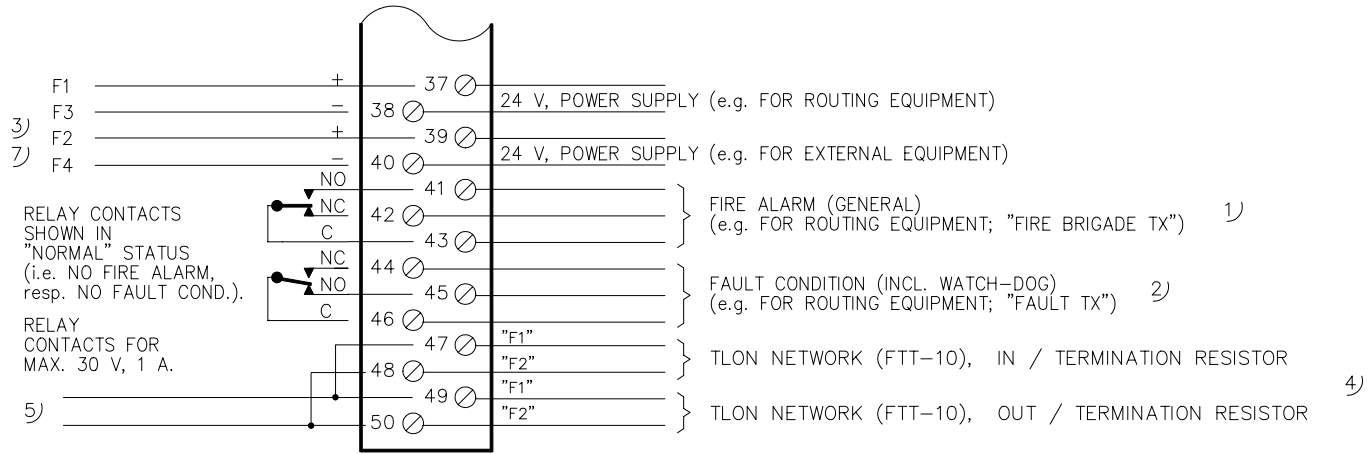 F1 + 37
24 V, POWER SUPPLY (e.g. FOR ROUTING EQUIPMENT)
F3 – 38
3) F2 + 39
24 V, POWER SUPPLY (e.g. FOR EXTERNAL EQUIPMENT)
7) F4 – 40
NO 41
NC 42
C 43
FIRE ALARM (GENERAL)
(e.g. FOR ROUTING EQUIPMENT; "FIRE BRIGADE TX")
1)
RELAY CONTACTS
SHOWN IN
"NORMAL" STATUS
(i.e. NO FIRE ALARM,
resp. NO FAULT COND.).
NC 44
NO 45
C 46
FAULT CONDITION (INCL. WATCH–DOG)
(e.g. FOR ROUTING EQUIPMENT; "FAULT TX")
2)
RELAY
CONTACTS FOR
MAX. 30 V, 1 A.
47 "F1"
48 "F2"
TLON NETWORK (FTT–10), IN / TERMINATION RESISTOR
4)
5)
49 "F1"
50 "F2"
TLON NETWORK (FTT–10), OUT / TERMINATION RESISTOR